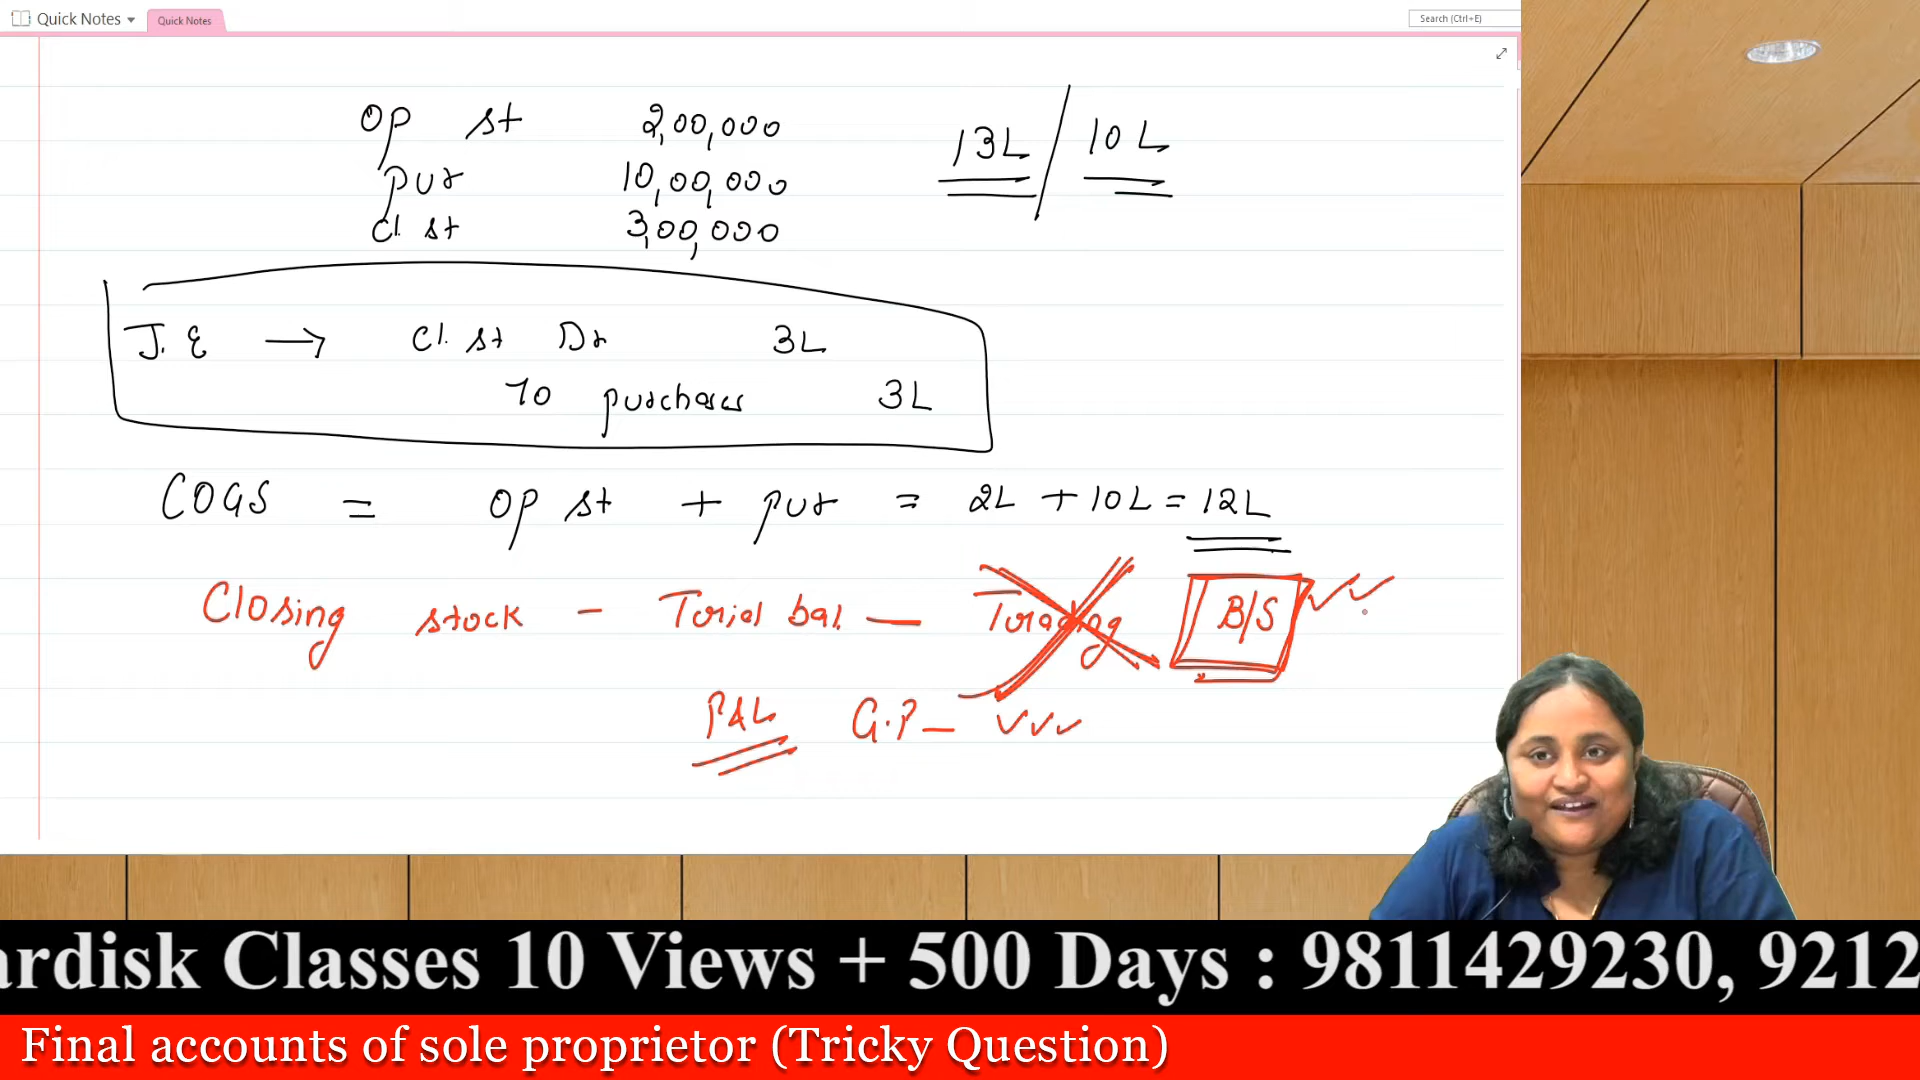 Quick Notes
Quick Notes
Search (Ctrl+E)
Op st 2,00,000
pur 10,00,000
cl. st 3,00,000
13L / 10L
J.E → Cl. st Dr 3L
To purchases 3L
COGS = Op st + pur = 2L + 10L = 12L
Closing stock - Trial bal. - Trading B/S
P&L G.P -
ardisk Classes 10 Views + 500 Days : 9811429230, 9212
Final accounts of sole proprietor (Tricky Question)